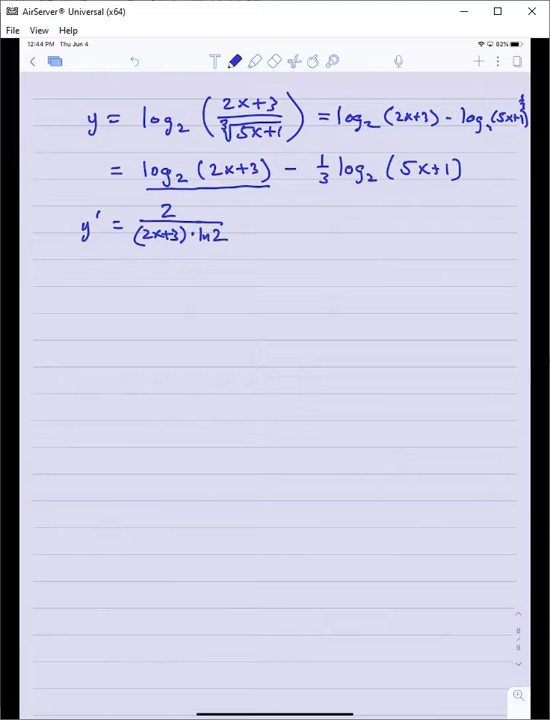 AirServer® Universal (x64)
File View Help
12:44 PM Thu Jun 4 82%
y = log₂ ( (2x+3) / ∛(5x+1) ) = log₂ (2x+3) - log₂ (5x+1)^(1/3)
= log₂ (2x+3) - 1/3 log₂ (5x+1)
y' = 2 / ((2x+3) · ln2)
8
/
9